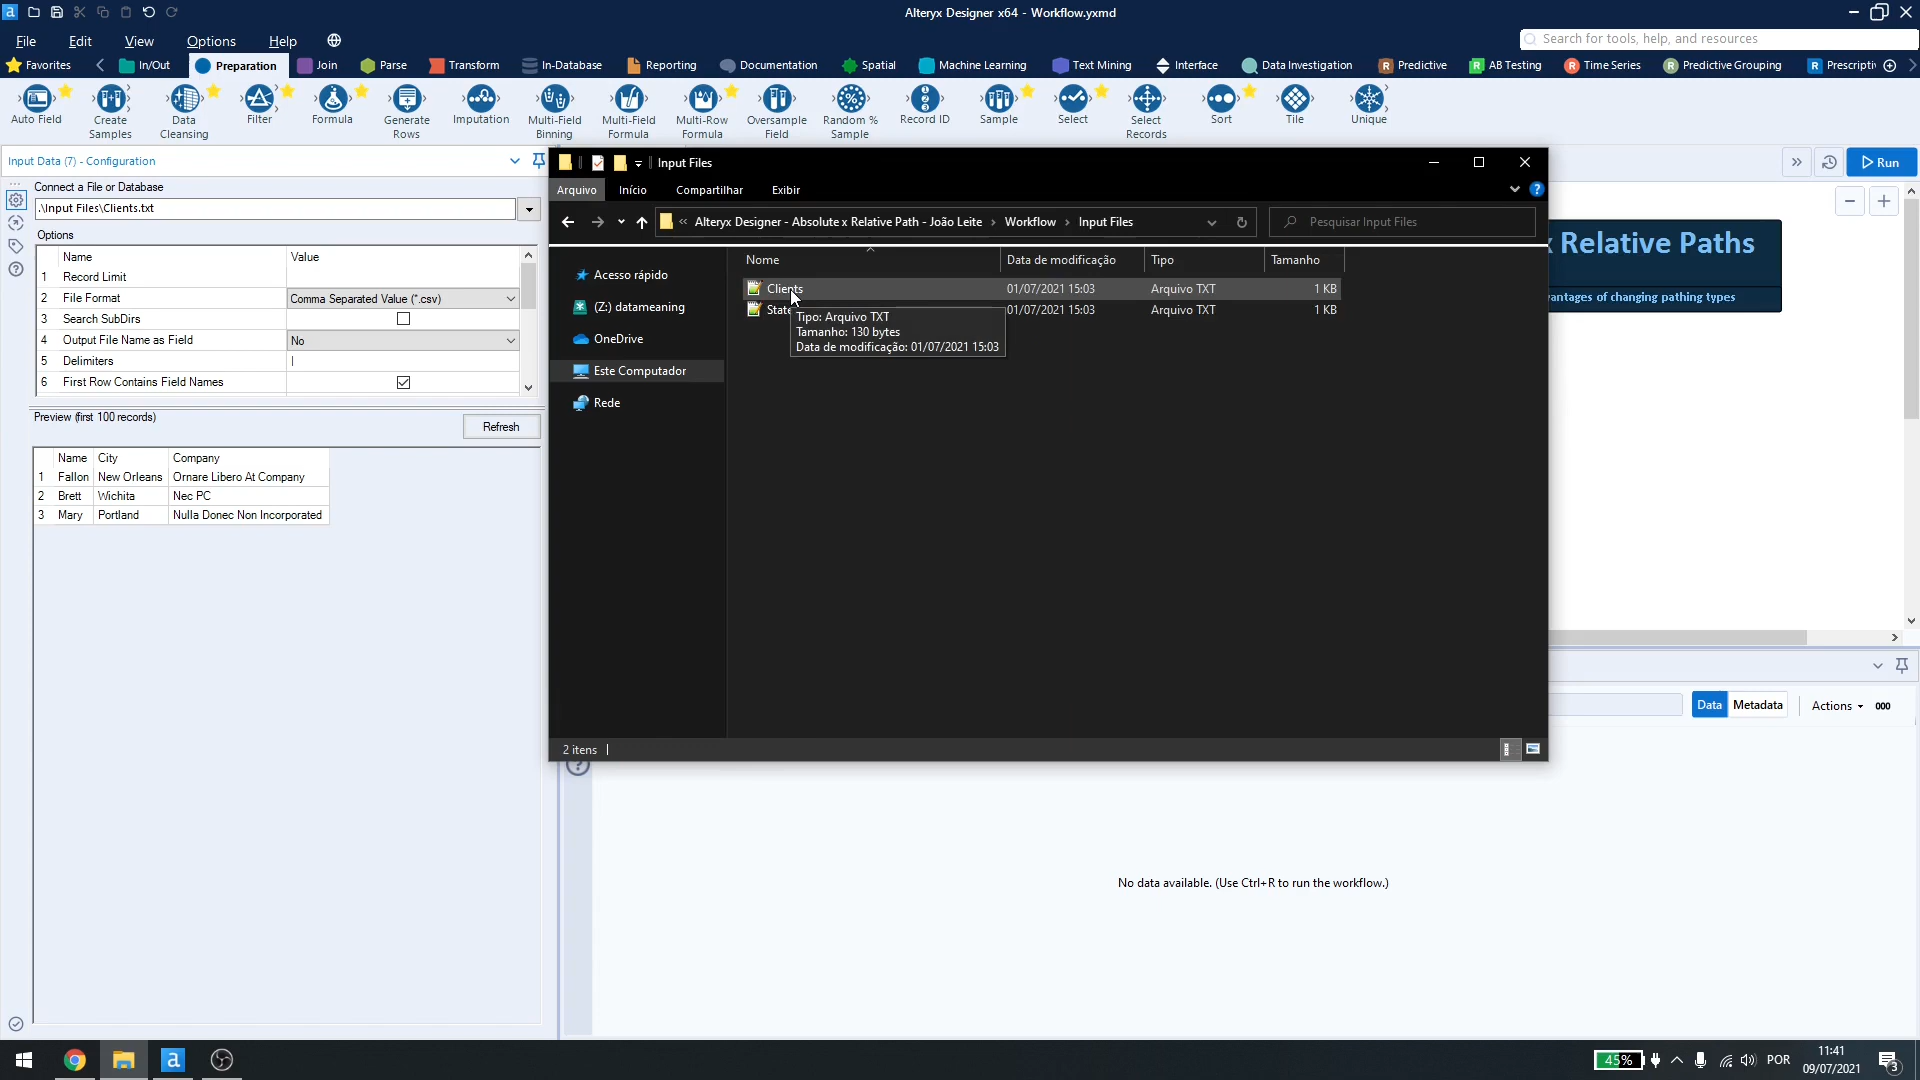 Alteryx Designer x64 - Workflow.yxmd
File Edit View Options Help
Search for tools, help, and resources
Favorites In/Out Preparation Join Parse Transform In-Database Reporting Documentation Spatial Machine Learning Text Mining Interface Data Investigation Predictive AB Testing Time Series Predictive Grouping Prescripti
Auto Field
Create Samples
Data Cleansing
Filter
Formula
Generate Rows
Imputation
Multi-Field Binning
Multi-Field Formula
Multi-Row Formula
Oversample Field
Random % Sample
Record ID
Sample
Select
Select Records
Sort
Tile
Unique
Input Data (7) - Configuration
Connect a File or Database
.\Input Files\Clients.txt
Options
Name Value
1 Record Limit
2 File Format Comma Separated Value (*.csv)
3 Search SubDirs
4 Output File Name as Field No
5 Delimiters |
6 First Row Contains Field Names
Preview (first 100 records)
Refresh
Name City Company
1 Fallon New Orleans Ornare Libero At Company
2 Brett Wichita Nec PC
3 Mary Portland Nulla Donec Non Incorporated
Input Files
Arquivo Início Compartilhar Exibir
« Alteryx Designer - Absolute x Relative Path - João Leite › Workflow › Input Files
Pesquisar Input Files
Acesso rápido
(Z:) datameaning
OneDrive
Este Computador
Rede
Nome Data de modificação Tipo Tamanho
Clients 01/07/2021 15:03 Arquivo TXT 1 KB
State 01/07/2021 15:03 Arquivo TXT 1 KB
Tipo: Arquivo TXT
Tamanho: 130 bytes
Data de modificação: 01/07/2021 15:03
2 itens
Run
x Relative Paths
vantages of changing pathing types
Data Metadata Actions 000
No data available. (Use Ctrl+R to run the workflow.)
45%
POR
11:41
09/07/2021
3